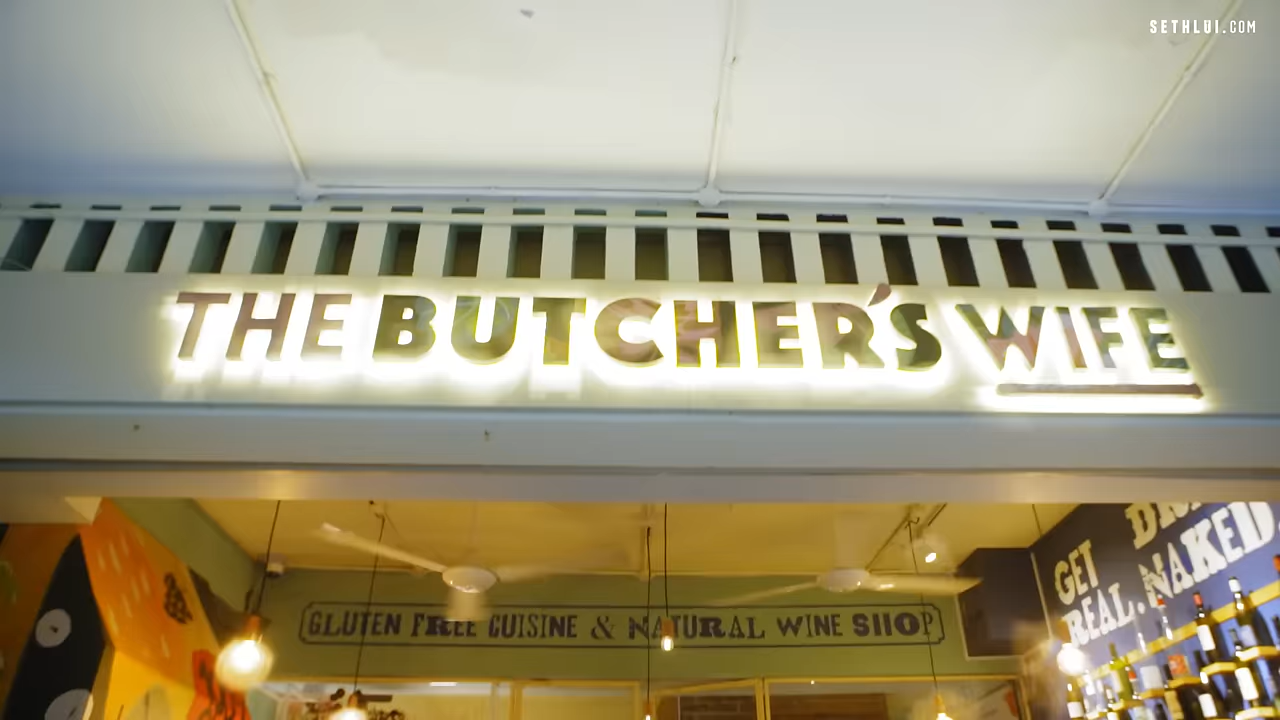 SETHLUI.COM
THE BUTCHER'S WIFE
GLUTEN FREE CUISINE & NATURAL WINE SHOP
GET
REAL.
NAKED.